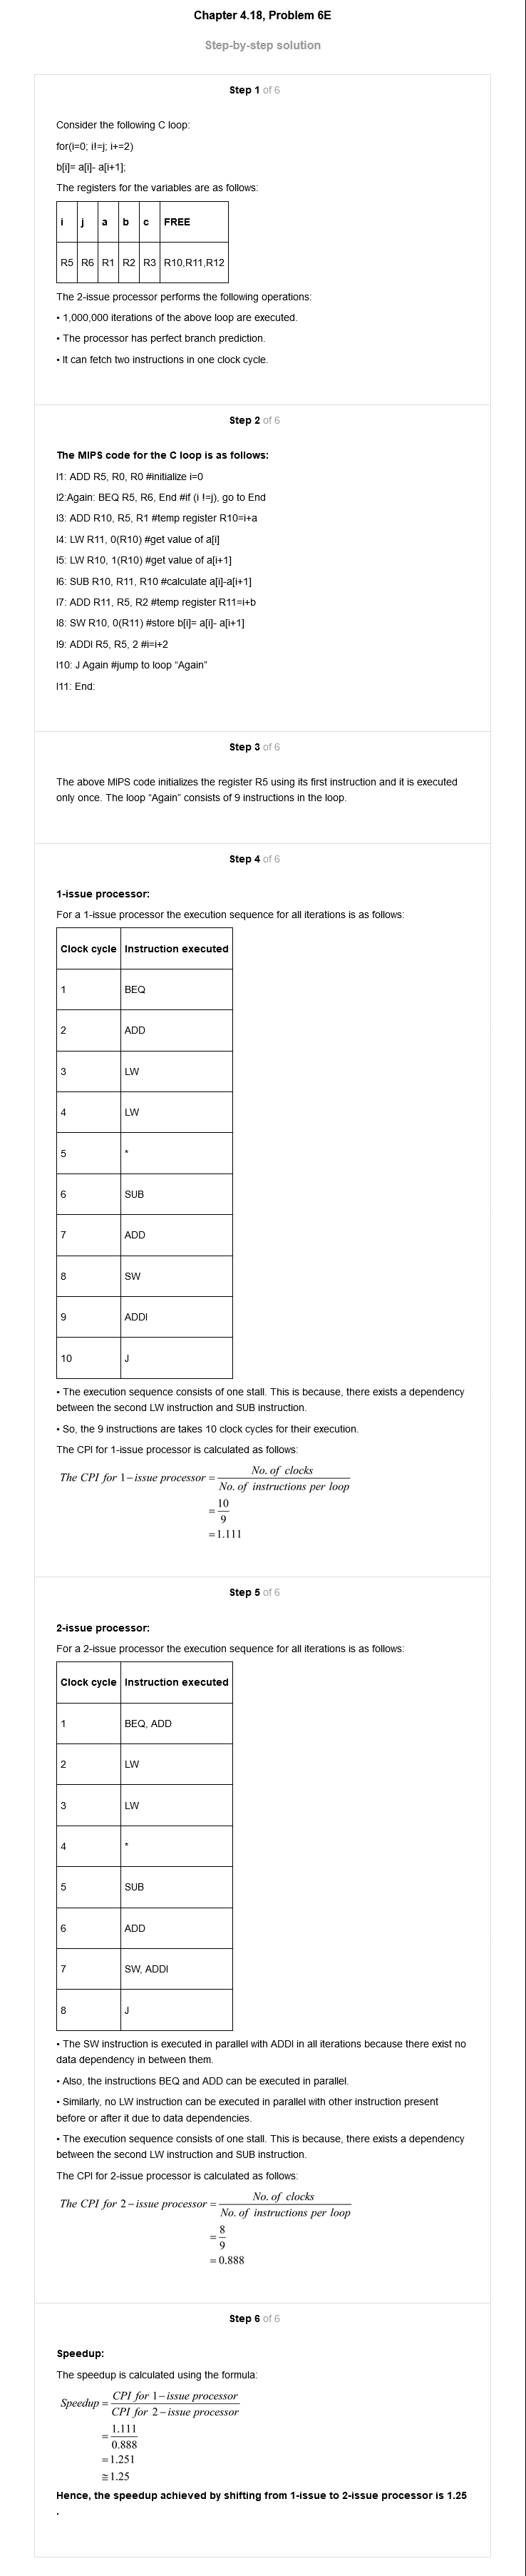 Chapter 4.18, Problem 6E
Step-by-step solution
Step 1 of 6
Consider the following C loop:
for(i=0; i!=j; i+=2)
b[i]= a[i]- a[i+1];
The registers for the variables are as follows:
i j a b c FREE
R5 R6 R1 R2 R3 R10,R11,R12
The 2-issue processor performs the following operations:
• 1,000,000 iterations of the above loop are executed.
• The processor has perfect branch prediction.
• It can fetch two instructions in one clock cycle.
Step 2 of 6
The MIPS code for the C loop is as follows:
I1: ADD R5, R0, R0 #initialize i=0
I2:Again: BEQ R5, R6, End #if (i !=j), go to End
I3: ADD R10, R5, R1 #temp register R10=i+a
I4: LW R11, 0(R10) #get value of a[i]
I5: LW R10, 1(R10) #get value of a[i+1]
I6: SUB R10, R11, R10 #calculate a[i]-a[i+1]
I7: ADD R11, R5, R2 #temp register R11=i+b
I8: SW R10, 0(R11) #store b[i]= a[i]- a[i+1]
I9: ADDI R5, R5, 2 #i=i+2
I10: J Again #jump to loop “Again”
I11: End:
Step 3 of 6
The above MIPS code initializes the register R5 using its first instruction and it is executed
only once. The loop “Again” consists of 9 instructions in the loop.
Step 4 of 6
1-issue processor:
For a 1-issue processor the execution sequence for all iterations is as follows:
Clock cycle Instruction executed
1 BEQ
2 ADD
3 LW
4 LW
5 *
6 SUB
7 ADD
8 SW
9 ADDI
10 J
• The execution sequence consists of one stall. This is because, there exists a dependency
between the second LW instruction and SUB instruction.
• So, the 9 instructions are takes 10 clock cycles for their execution.
The CPI for 1-issue processor is calculated as follows:
The CPI for 1−issue processor = No. of clocks / No. of instructions per loop
= 10 / 9
= 1.111
Step 5 of 6
2-issue processor:
For a 2-issue processor the execution sequence for all iterations is as follows:
Clock cycle Instruction executed
1 BEQ, ADD
2 LW
3 LW
4 *
5 SUB
6 ADD
7 SW, ADDI
8 J
• The SW instruction is executed in parallel with ADDI in all iterations because there exist no
data dependency in between them.
• Also, the instructions BEQ and ADD can be executed in parallel.
• Similarly, no LW instruction can be executed in parallel with other instruction present
before or after it due to data dependencies.
• The execution sequence consists of one stall. This is because, there exists a dependency
between the second LW instruction and SUB instruction.
The CPI for 2-issue processor is calculated as follows:
The CPI for 2−issue processor = No. of clocks / No. of instructions per loop
= 8 / 9
= 0.888
Step 6 of 6
Speedup:
The speedup is calculated using the formula:
Speedup = CPI for 1−issue processor / CPI for 2−issue processor
= 1.111 / 0.888
= 1.251
≅ 1.25
Hence, the speedup achieved by shifting from 1-issue to 2-issue processor is 1.25
.